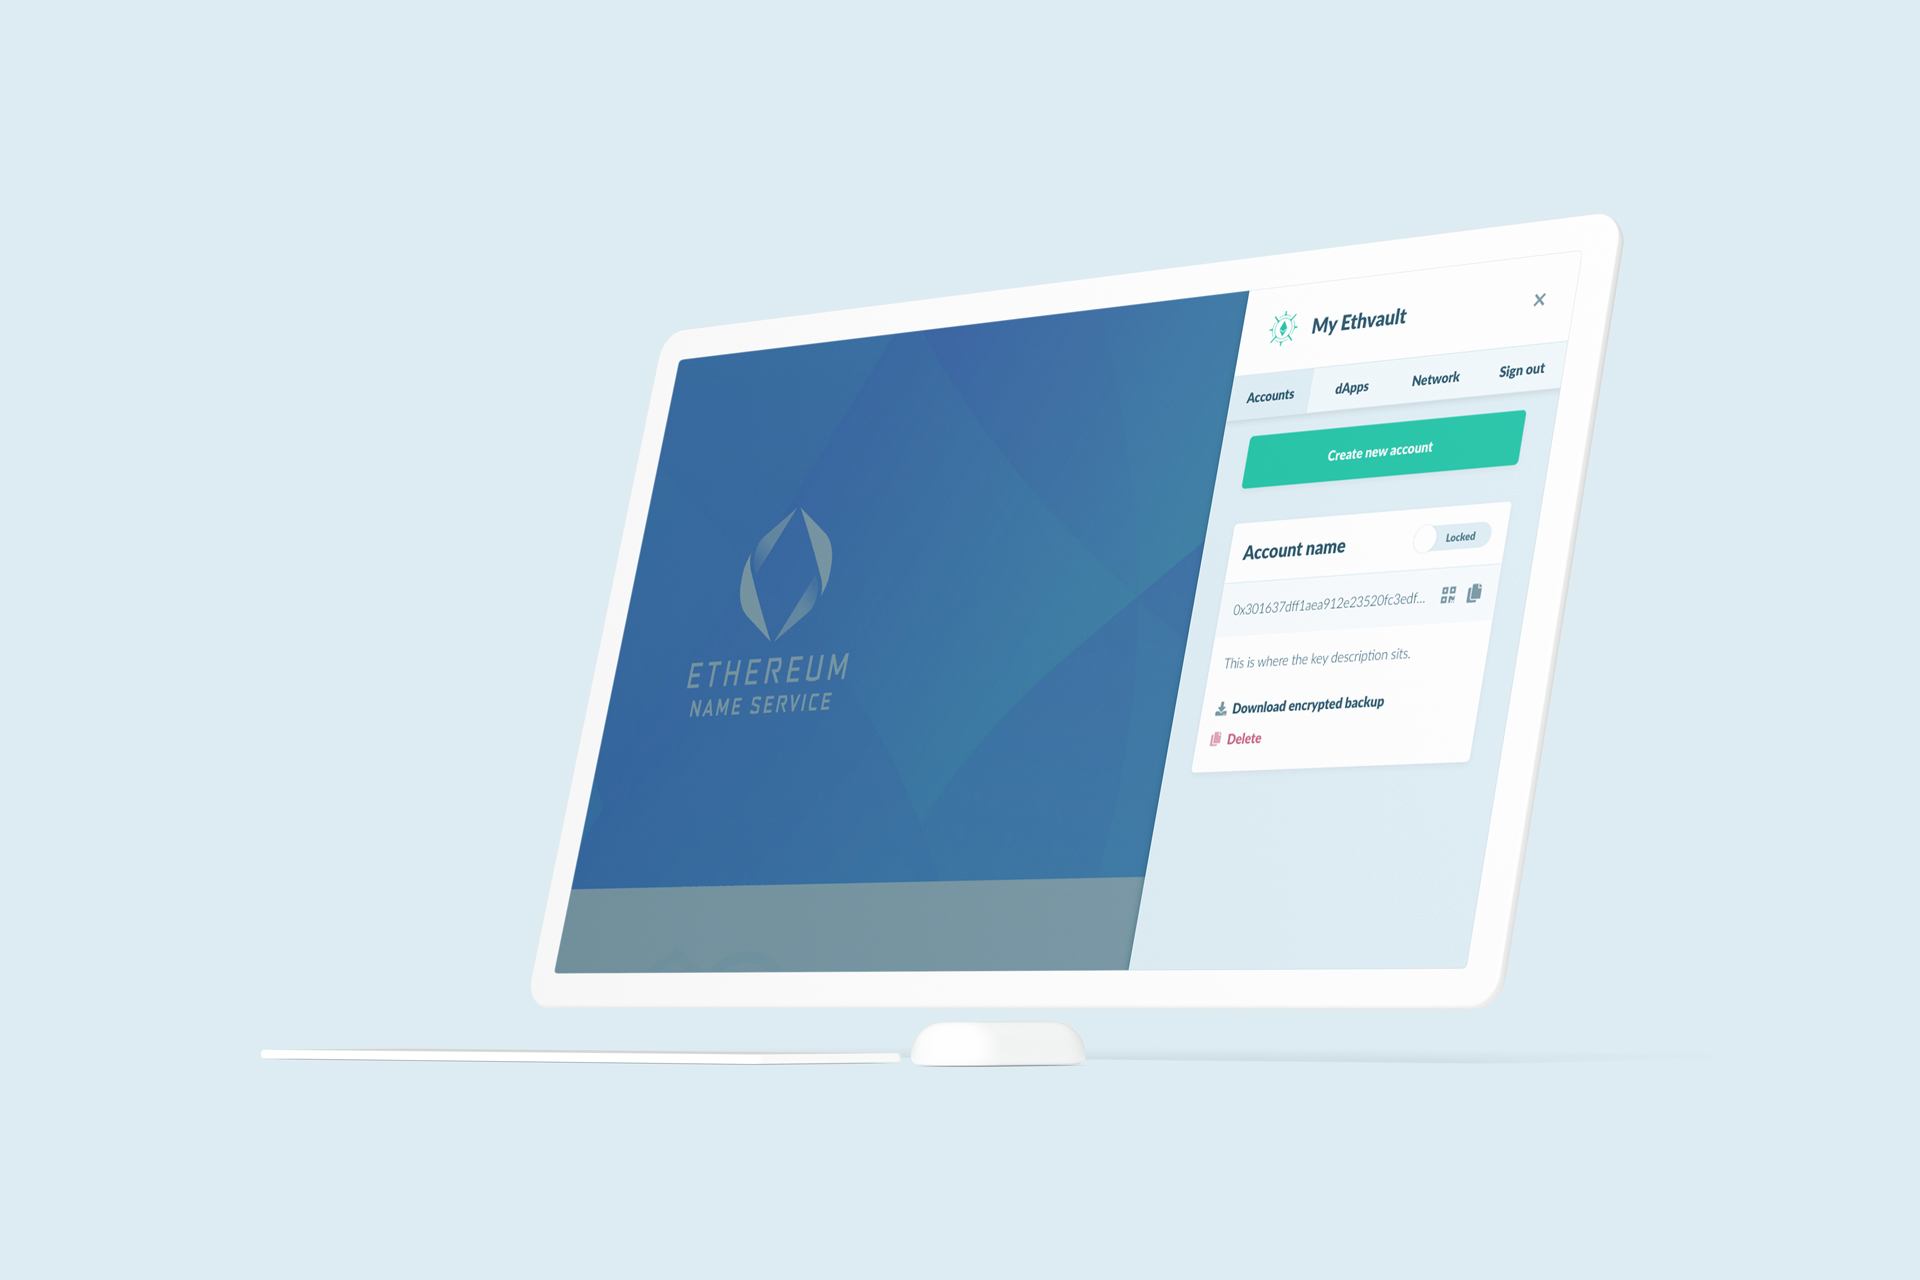 ETHEREUM
NAME SERVICE
My Ethvault
Accounts
dApps
Network
Sign out
Create new account
Account name
Locked
0x301637dff1aea912e23520fc3edf...
This is where the key description sits.
Download encrypted backup
Delete